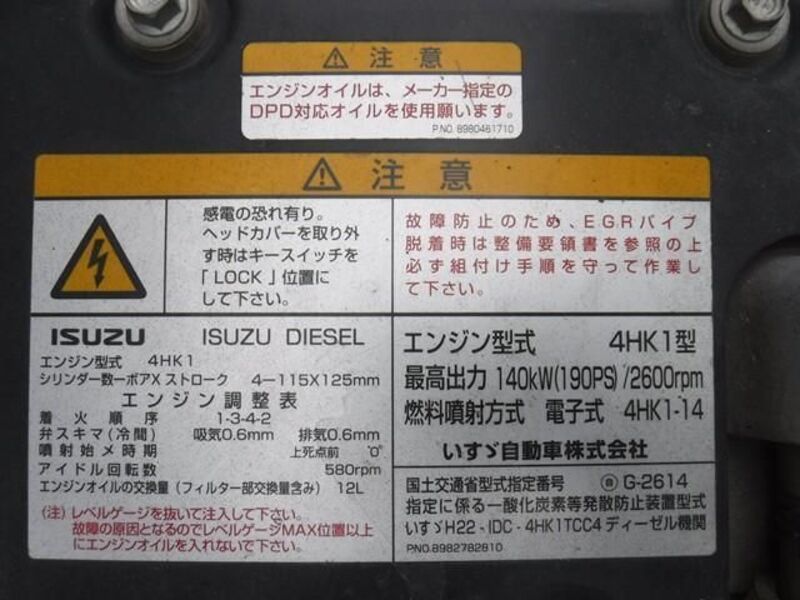 注意
エンジンオイルは、メーカー指定の
DPD対応オイルを使用願います。
P.NO. 8980461710
注意
感電の恐れ有り。
ヘッドカバーを取り外
す時はキースイッチを
「LOCK」位置に
して下さい。
故障防止のため、EGRパイプ
脱着時は整備要領書を参照の上
必ず組付け手順を守って作業し
て下さい。
ISUZU ISUZU DIESEL
エンジン型式 4HK1
シリンダー数ーボアX ストローク 4ー115X125mm
エンジン調整表
着火順序 1-3-4-2
弁スキマ(冷間) 吸気0.6mm 排気0.6mm
噴射始メ時期 上死点前 °0°
アイドル回転数 580rpm
エンジンオイルの交換量(フィルター部交換量含み) 12L
(注)レベルゲージを抜いて注入して下さい。
故障の原因となるのでレベルゲージMAX位置以上
にエンジンオイルを入れないで下さい。
エンジン型式 4HK1型
最高出力 140kW(190PS)/2600rpm
燃料噴射方式 電子式 4HK1-14
いすゞ自動車株式会社
国土交通省型式指定番号 ㊐ G-2614
指定に係る一酸化炭素等発散防止装置型式
いすゞH22-IDC-4HK1TCC4 ディーゼル機関
P.NO.8982782810